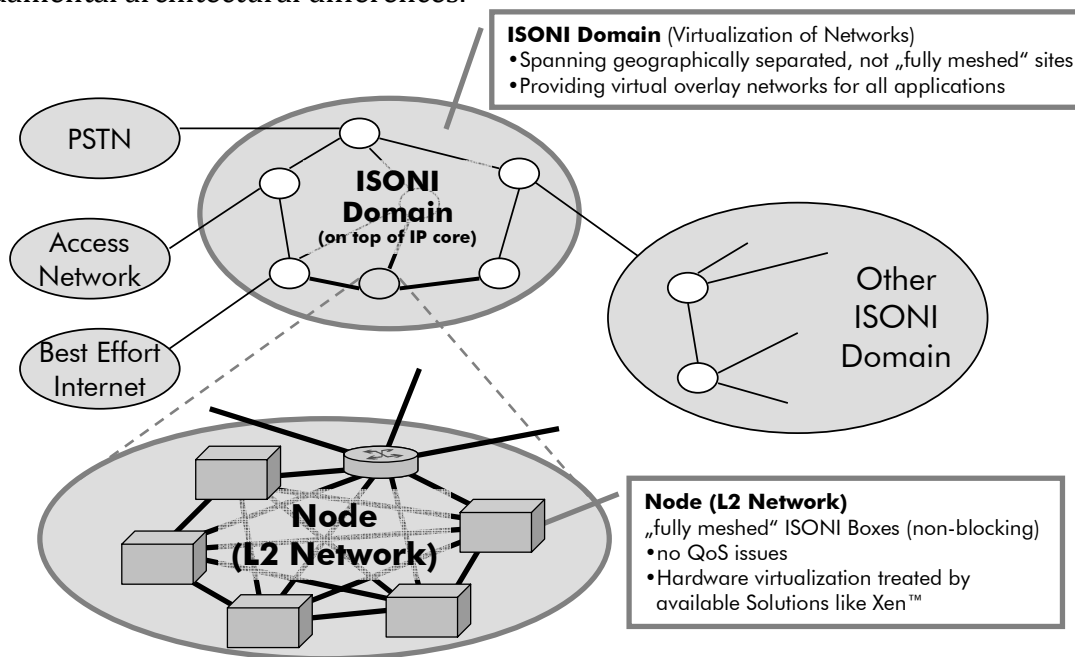 ISONI Domain (Virtualization of Networks)
•Spanning geographically separated, not „fully meshed“ sites
•Providing virtual overlay networks for all applications
PSTN
ISONI
Domain
(on top of IP core)
Access
Network
Other
ISONI
Domain
Best Effort
Internet
Node
(L2 Network)
Node (L2 Network)
„fully meshed“ ISONI Boxes (non-blocking)
•no QoS issues
•Hardware virtualization treated by
available Solutions like Xen™